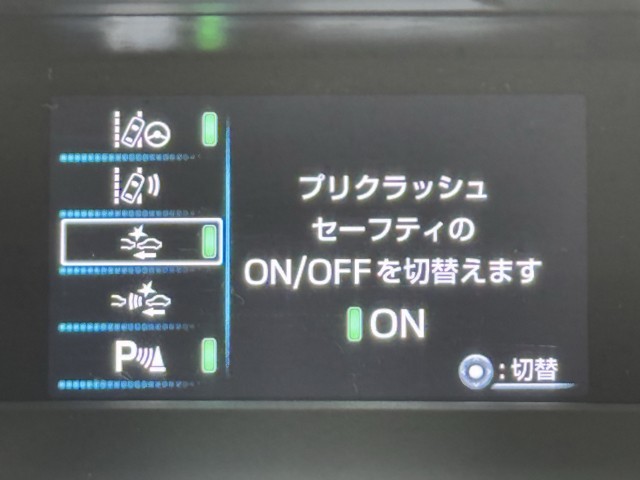 プリクラッシュ
セーフティの
ON/OFFを切替えます
ON
P
:切替